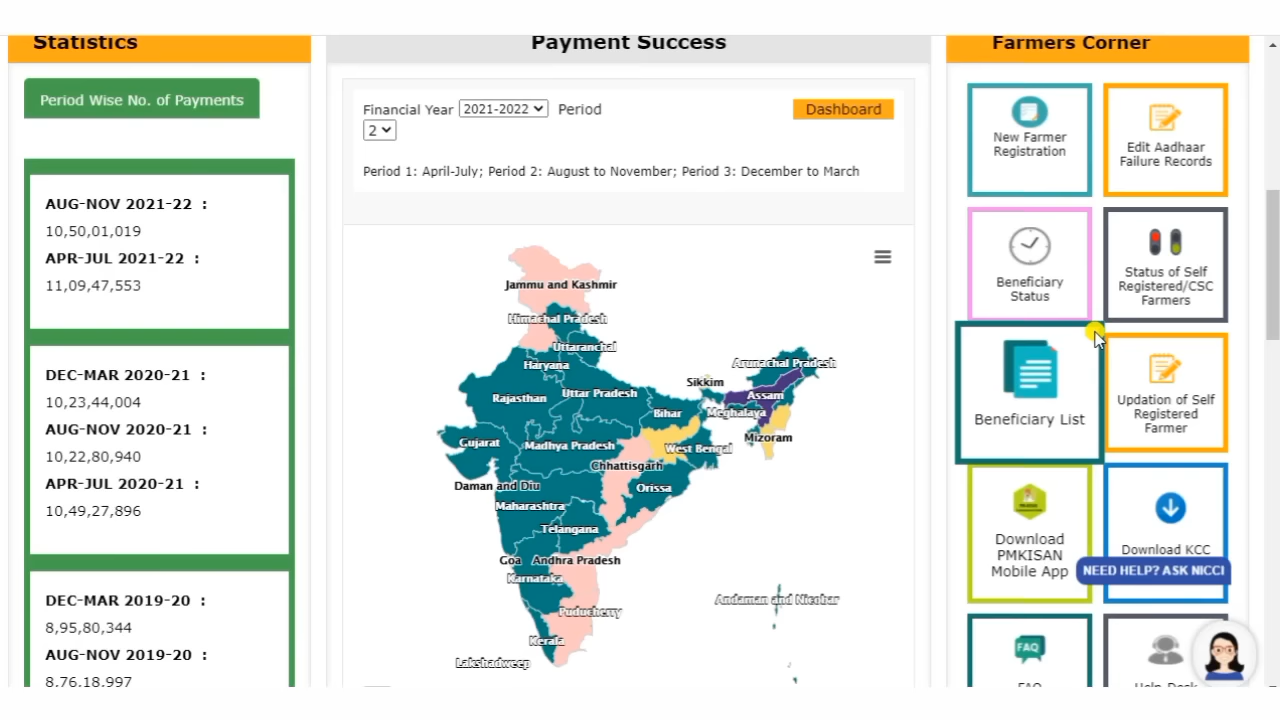 Statistics
Period Wise No. of Payments
AUG-NOV 2021-22 :
10,50,01,019
APR-JUL 2021-22 :
11,09,47,553
DEC-MAR 2020-21 :
10,23,44,004
AUG-NOV 2020-21 :
10,22,80,940
APR-JUL 2020-21 :
10,49,27,896
DEC-MAR 2019-20 :
8,95,80,344
AUG-NOV 2019-20 :
8,76,18,997
Payment Success
Financial Year 2021-2022 Period
2
Dashboard
Period 1: April-July; Period 2: August to November; Period 3: December to March
Jammu and Kashmir
Himachal Pradesh
Uttaranchal
Haryana
Arunachal Pradesh
Sikkim
Rajasthan
Uttar Pradesh
Assam
Bihar
Meghalaya
Mizoram
Gujarat
Madhya Pradesh
West Bengal
Chhattisgarh
Daman and Diu
Orissa
Maharashtra
Telangana
Goa
Andhra Pradesh
Karnataka
Andaman and Nicobar
Puducherry
Kerala
Lakshadweep
Farmers Corner
New Farmer
Registration
Edit Aadhaar
Failure Records
Beneficiary
Status
Status of Self
Registered/CSC
Farmers
Beneficiary List
Updation of Self
Registered
Farmer
Download
PMKISAN
Mobile App
Download KCC
NEED HELP? ASK NICCI
FAQ
FAQ
Help Desk